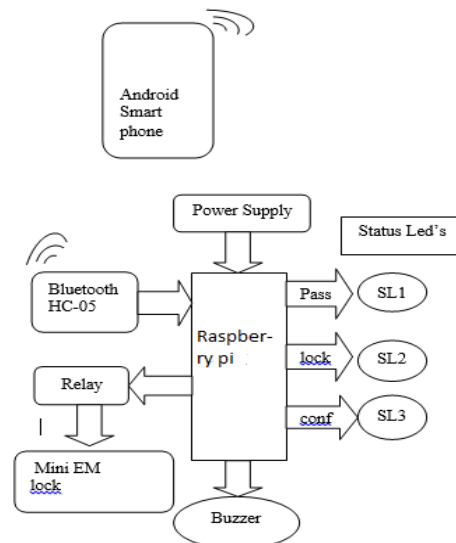 Android
Smart
phone
Power Supply
Status Led's
Bluetooth
HC-05
Pass
SL1
Raspber-
ry pi
lock
SL2
Relay
conf
SL3
Mini EM
lock
Buzzer